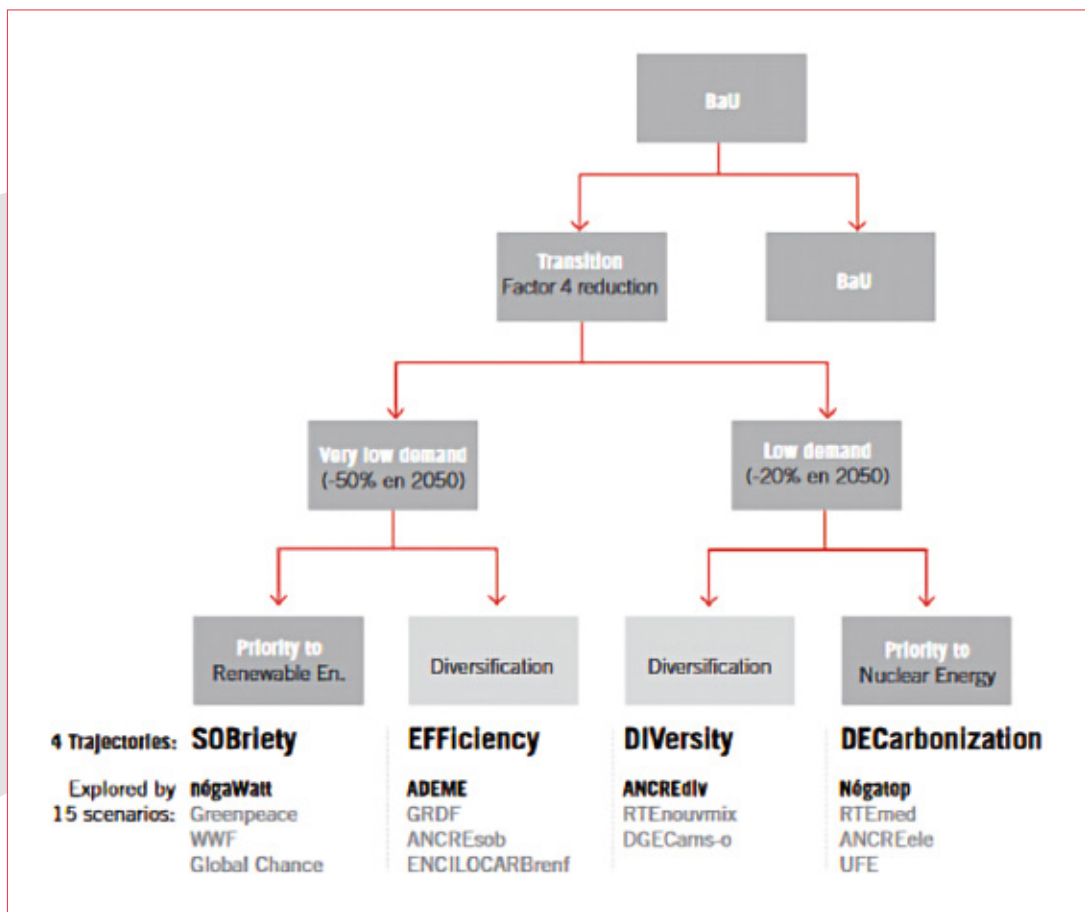 BaU
Transition
Factor 4 reduction
BaU
Very low demand
(-50% en 2050)
Low demand
(-20% en 2050)
Priority to
Renewable En.
Diversification
Diversification
Priority to
Nuclear Energy
4 Trajectories: SOBriety EFFiciency DIVersity DECarbonization
Explored by négaWatt ADEME ANCREdiv Négatop
15 scenarios: Greenpeace GRDF RTEnouvmix RTEmed
WWF ANCREsob DGECams-o ANCREele
Global Chance ENCILOCARBrenf UFE